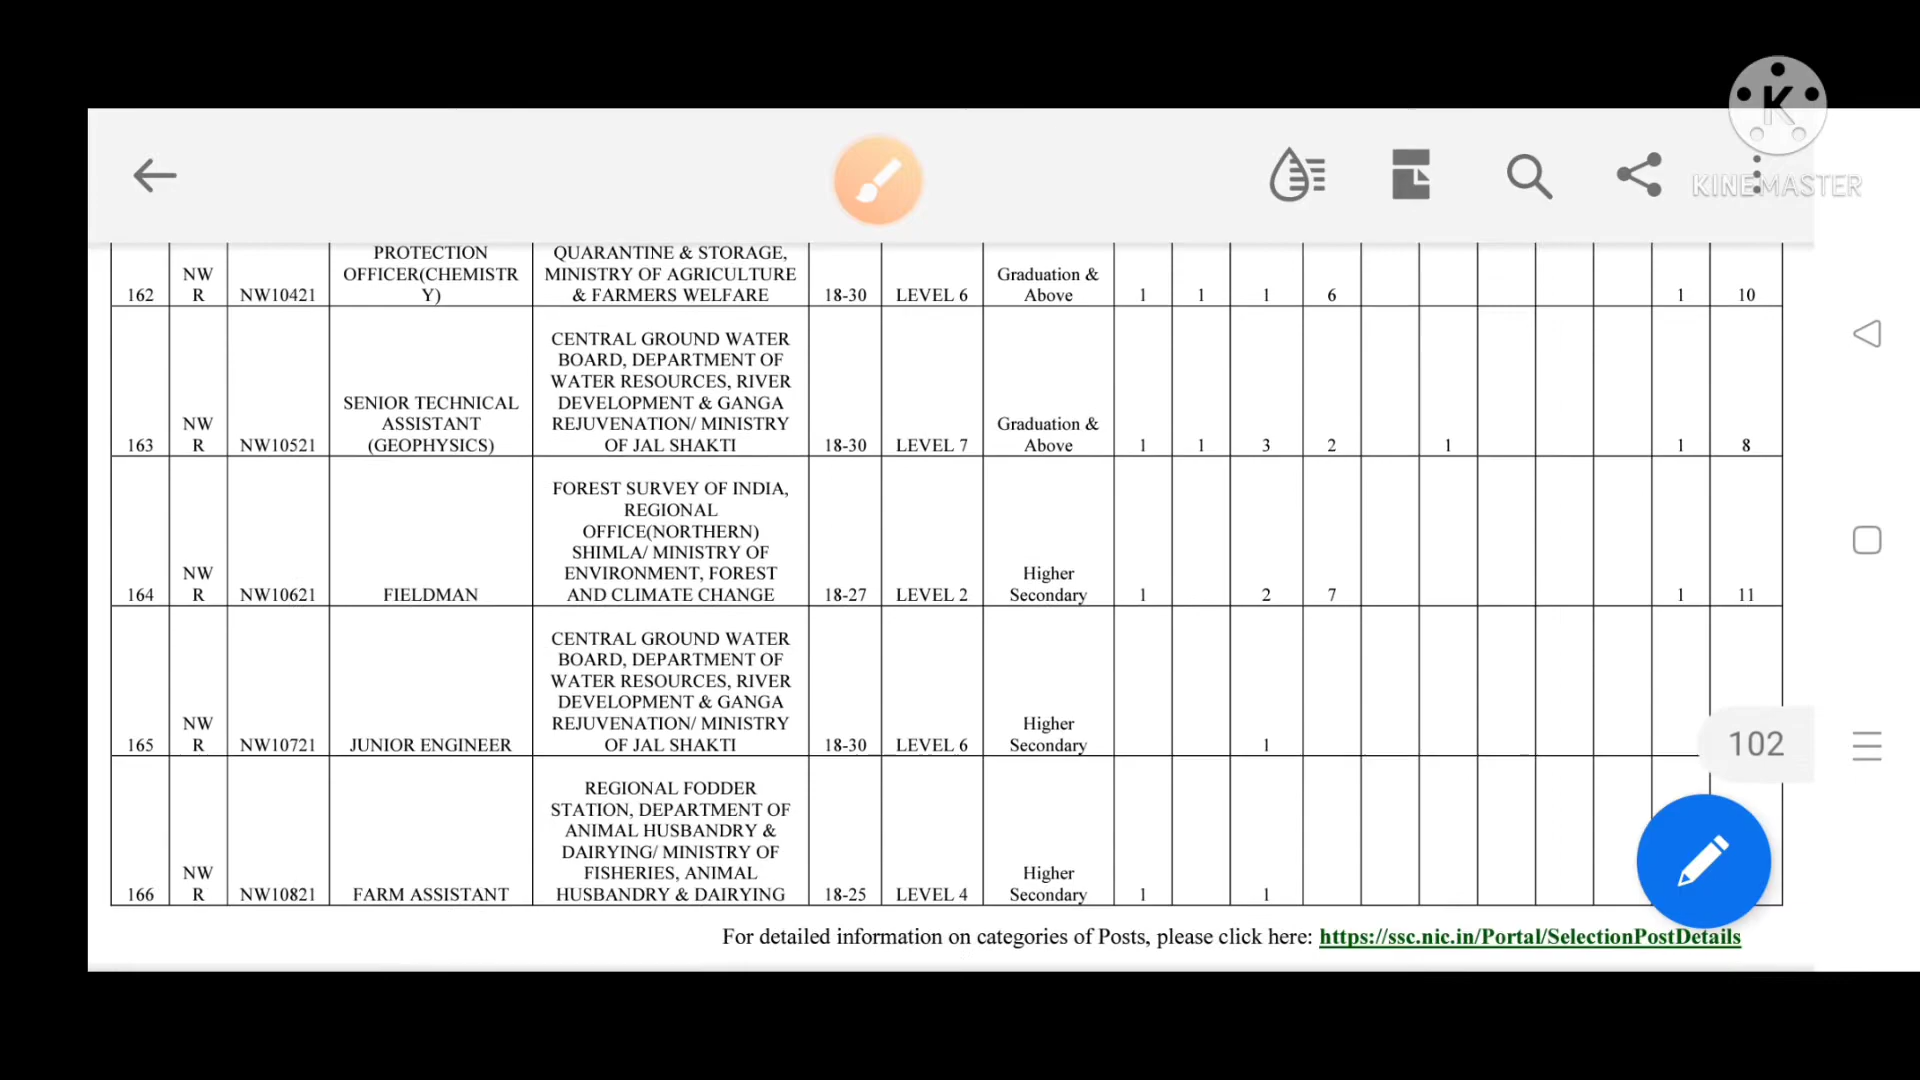 K
KINEMASTER
162 NW R NW10421 PROTECTION OFFICER(CHEMISTR Y) QUARANTINE & STORAGE, MINISTRY OF AGRICULTURE & FARMERS WELFARE 18-30 LEVEL 6 Graduation & Above 1 1 1 6 1 10
163 NW R NW10521 SENIOR TECHNICAL ASSISTANT (GEOPHYSICS) CENTRAL GROUND WATER BOARD, DEPARTMENT OF WATER RESOURCES, RIVER DEVELOPMENT & GANGA REJUVENATION/ MINISTRY OF JAL SHAKTI 18-30 LEVEL 7 Graduation & Above 1 1 3 2 1 1 8
164 NW R NW10621 FIELDMAN FOREST SURVEY OF INDIA, REGIONAL OFFICE(NORTHERN) SHIMLA/ MINISTRY OF ENVIRONMENT, FOREST AND CLIMATE CHANGE 18-27 LEVEL 2 Higher Secondary 1 2 7 1 11
165 NW R NW10721 JUNIOR ENGINEER CENTRAL GROUND WATER BOARD, DEPARTMENT OF WATER RESOURCES, RIVER DEVELOPMENT & GANGA REJUVENATION/ MINISTRY OF JAL SHAKTI 18-30 LEVEL 6 Higher Secondary 1
102
166 NW R NW10821 FARM ASSISTANT REGIONAL FODDER STATION, DEPARTMENT OF ANIMAL HUSBANDRY & DAIRYING/ MINISTRY OF FISHERIES, ANIMAL HUSBANDRY & DAIRYING 18-25 LEVEL 4 Higher Secondary 1 1
For detailed information on categories of Posts, please click here: https://ssc.nic.in/Portal/SelectionPostDetails